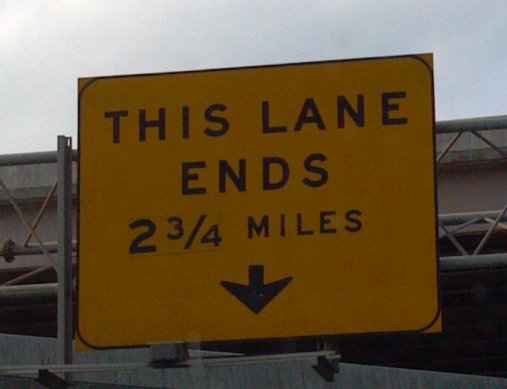 THIS LANE
ENDS
2 3/4 MILES